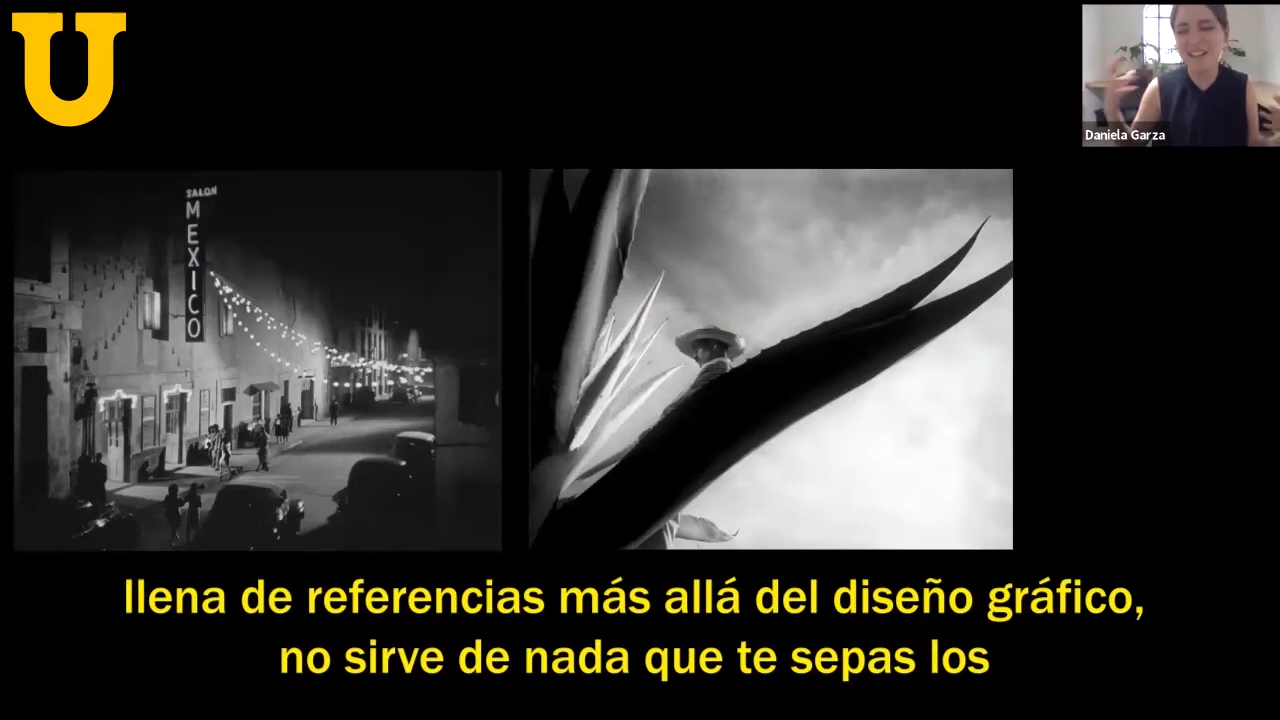 U
Daniela Garza
SALON
MEXICO
llena de referencias más allá del diseño gráfico,
no sirve de nada que te sepas los